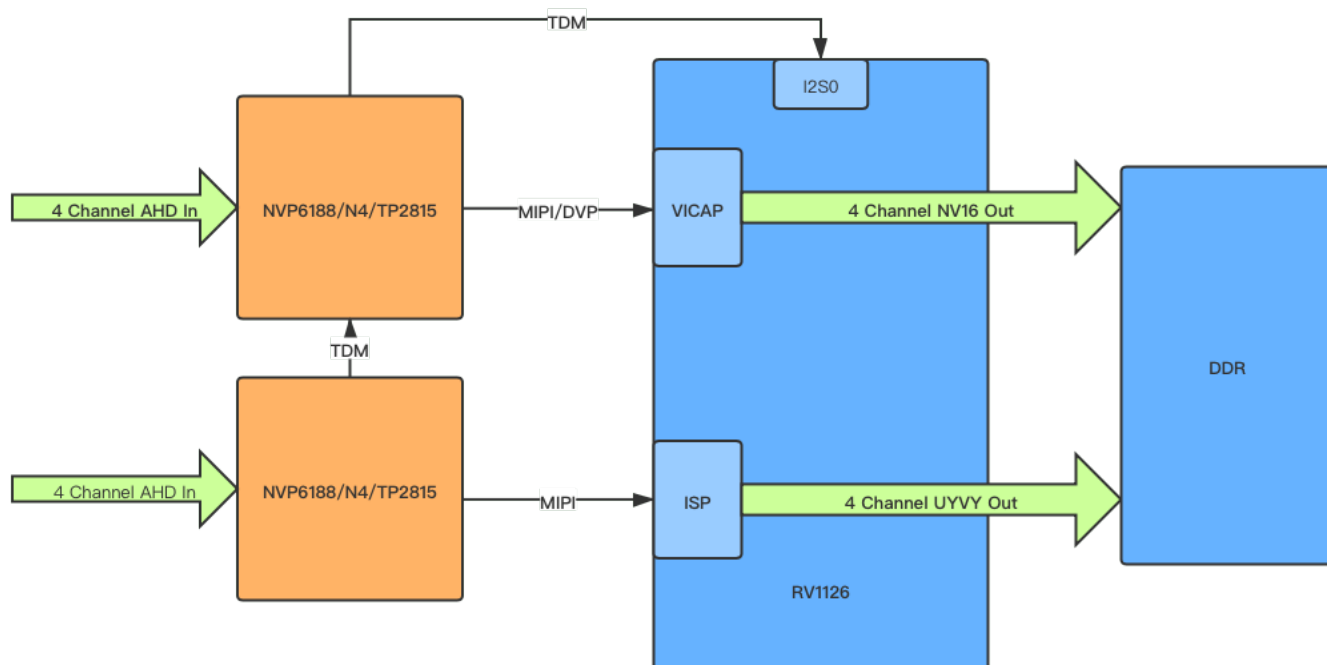 TDM
I2S0
4 Channel AHD In
NVP6188/N4/TP2815
MIPI/DVP
VICAP
4 Channel NV16 Out
TDM
DDR
4 Channel AHD In
NVP6188/N4/TP2815
MIPI
ISP
4 Channel UYVY Out
RV1126